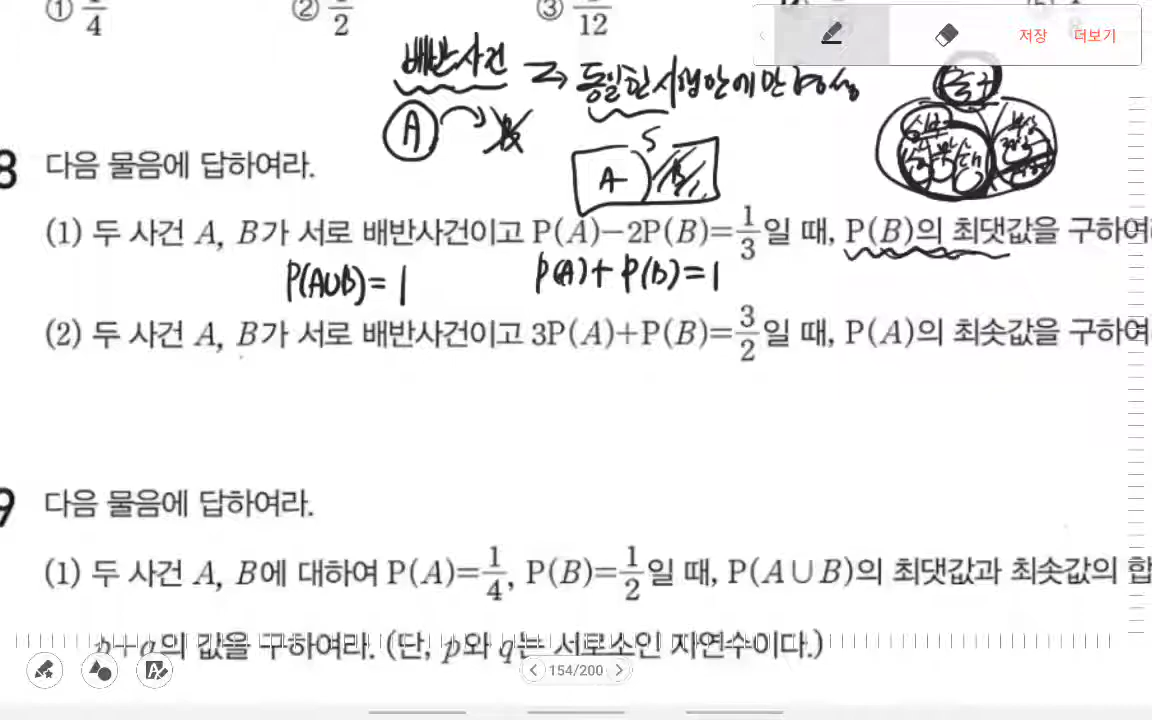 ① 1/4 ② 1/2 ③ /12
저장 더보기
배반사건 → 동일한 시행 안에만
A B
S
A B
8 다음 물음에 답하여라.
(1) 두 사건 A, B가 서로 배반사건이고 P(A)-2P(B)=1/3일 때, P(B)의 최댓값을 구하여
P(A∪B)=1 P(A)+P(B)=1
(2) 두 사건 A, B가 서로 배반사건이고 3P(A)+P(B)=3/2일 때, P(A)의 최솟값을 구하여
9 다음 물음에 답하여라.
(1) 두 사건 A, B에 대하여 P(A)=1/4, P(B)=1/2일 때, P(A∪B)의 최댓값과 최솟값의 합
p+q의 값을 구하여라. (단, p와 q는 서로소인 자연수이다.)
154/200